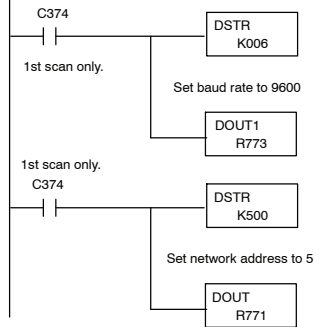 C374
DSTR
K006
1st scan only.
Set baud rate to 9600
DOUT1
R773
1st scan only.
C374
DSTR
K500
Set network address to 5
DOUT
R771